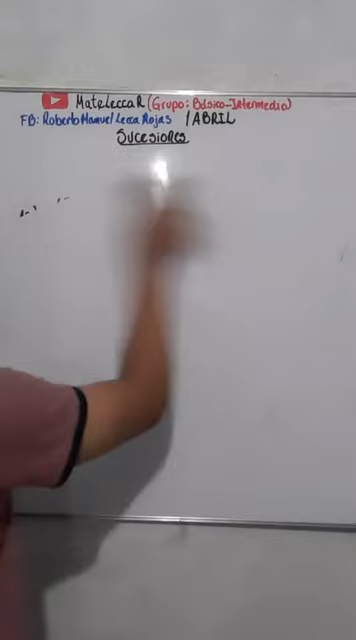 MateLeccaR (Grupo: Básico-Intermedio)
FB: Roberto Manuel Lecca Rojas / ABRIL
Sucesiones